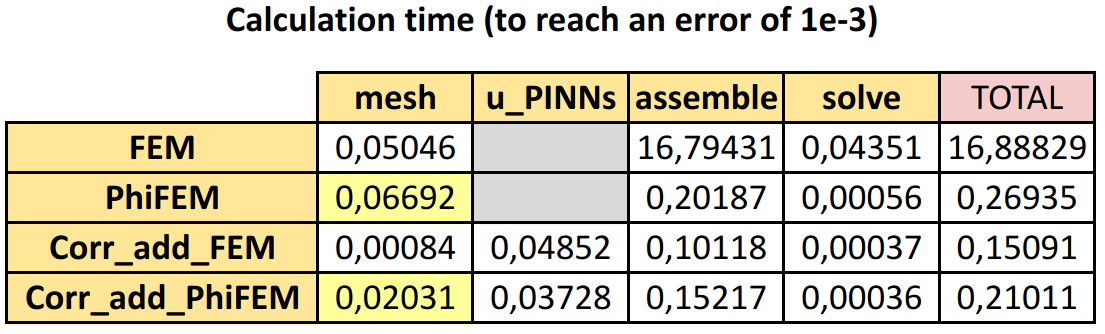 Calculation time (to reach an error of 1e-3)
mesh u_PINNs assemble solve TOTAL
FEM 0,05046 16,79431 0,04351 16,88829
PhiFEM 0,06692 0,20187 0,00056 0,26935
Corr_add_FEM 0,00084 0,04852 0,10118 0,00037 0,15091
Corr_add_PhiFEM 0,02031 0,03728 0,15217 0,00036 0,21011